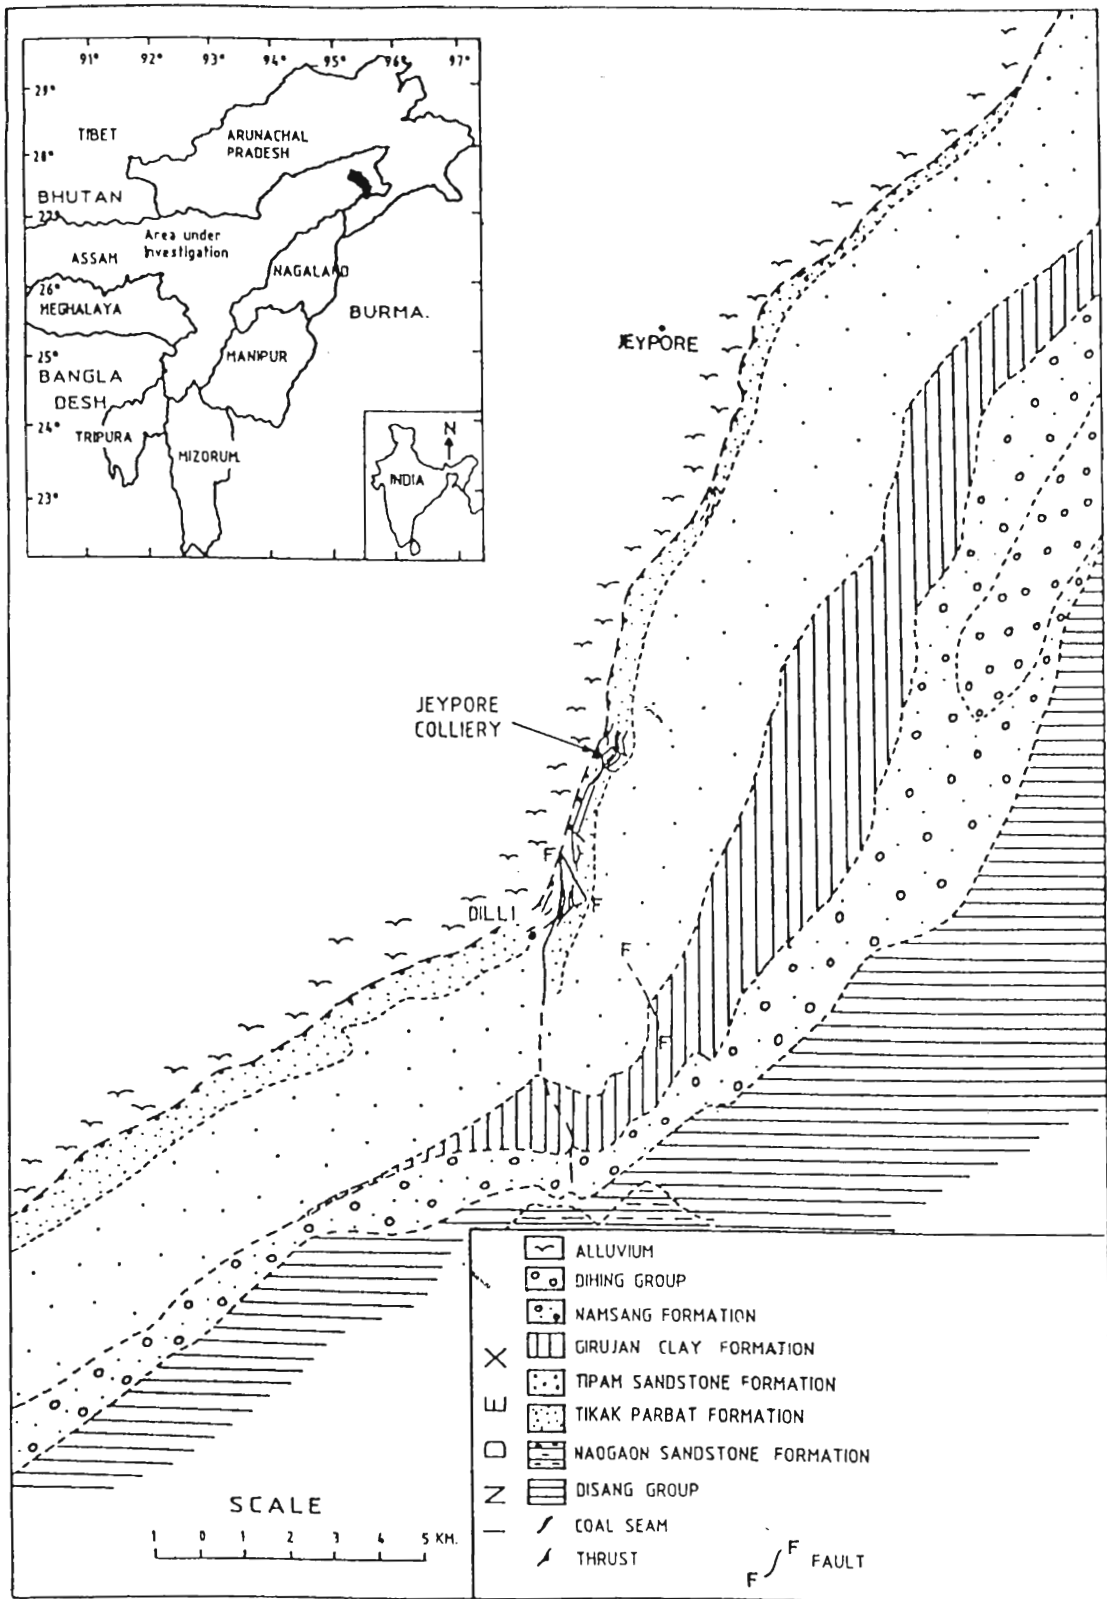 91° 92° 93° 94° 95° 96° 97°
29°
TIBET
ARUNACHAL
PRADESH
28°
BHUTAN
27°
Area under
Investigation
ASSAM
NAGALAND
26°
MEGHALAYA
BURMA.
25°
MANIPUR
BANGLA
DESH
24°
TRIPURA
MIZORUM
23°
N
INDIA
JEYPORE
JEYPORE
COLLIERY
F
DILLI
F
F
F
INDEX
ALLUVIUM
DIHING GROUP
NAMSANG FORMATION
GIRUJAN CLAY FORMATION
TIPAM SANDSTONE FORMATION
TIKAK PARBAT FORMATION
NAOGAON SANDSTONE FORMATION
DISANG GROUP
COAL SEAM
THRUST
F F FAULT
SCALE
1 0 1 2 3 4 5 KM.